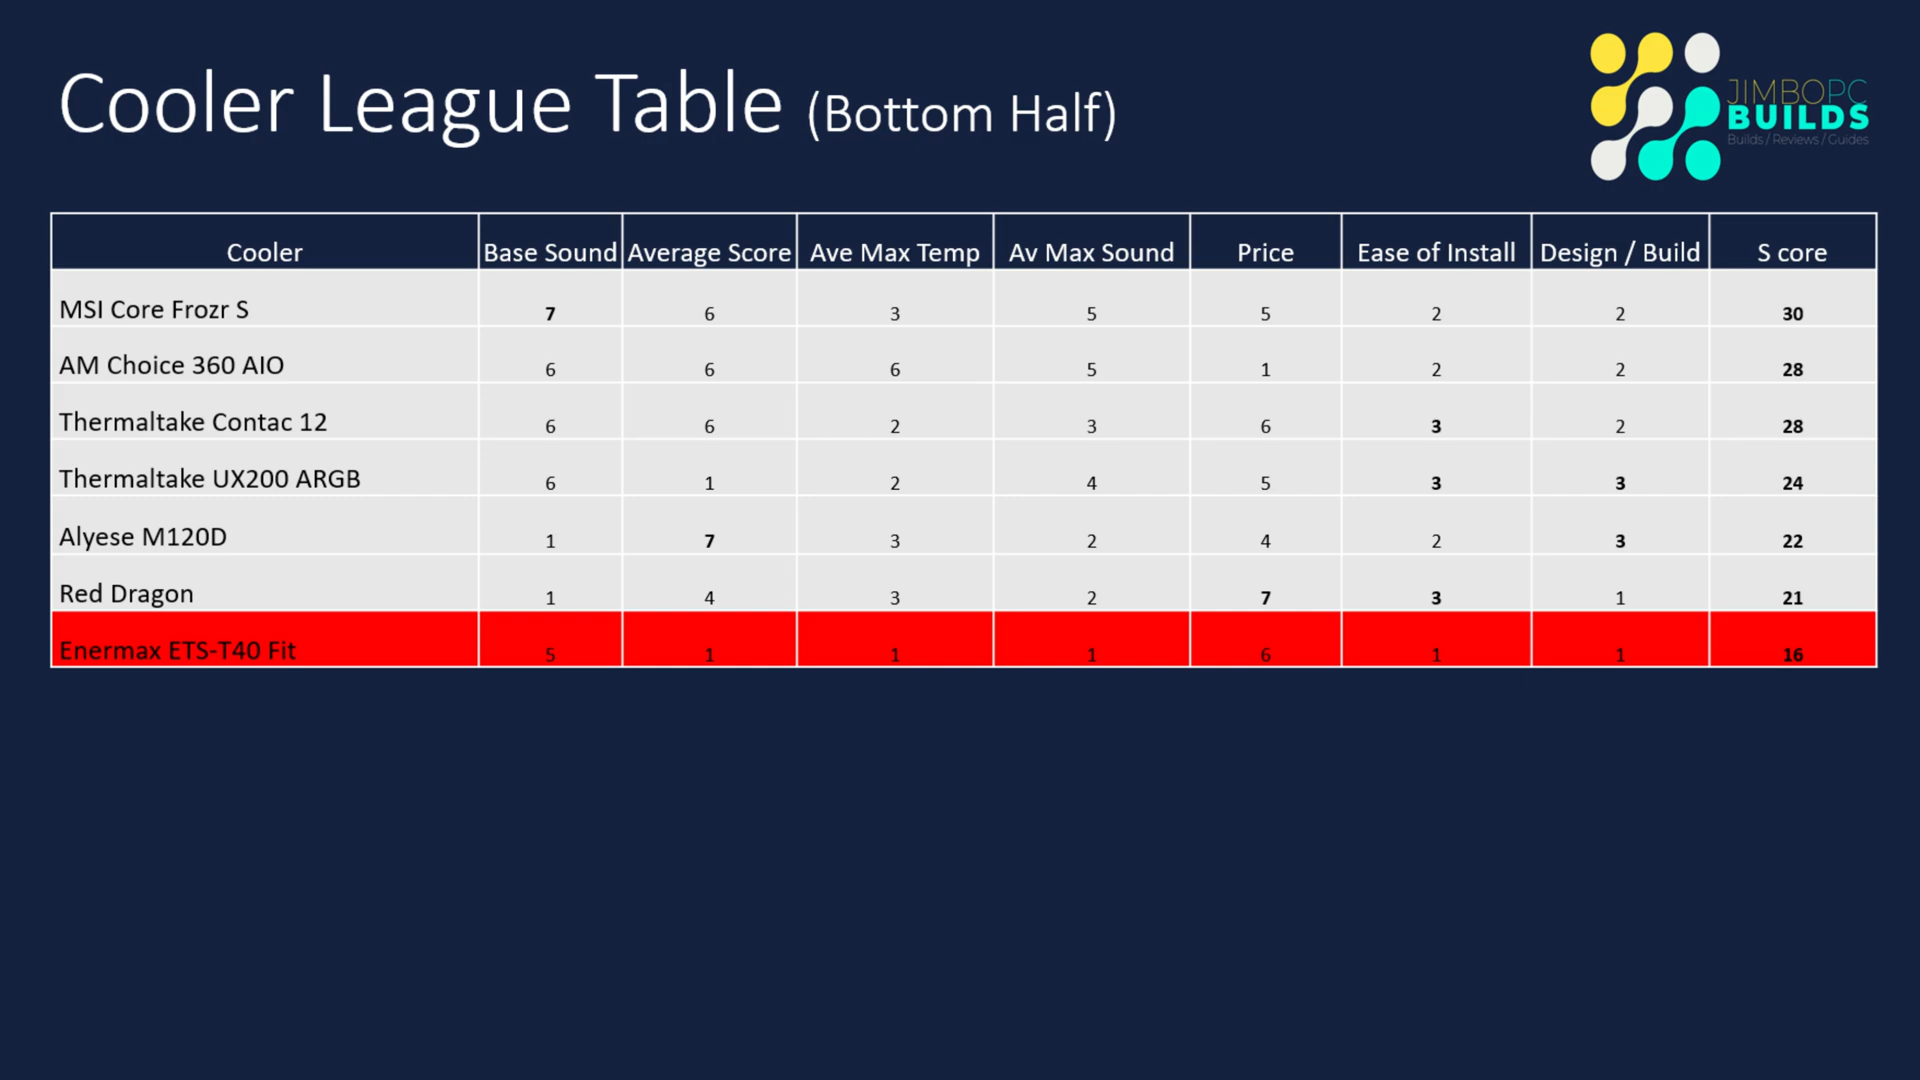 Cooler League Table (Bottom Half)
JIMBOPC
BUILDS
Builds / Reviews / Guides
Cooler Base Sound Average Score Ave Max Temp Av Max Sound Price Ease of Install Design / Build S core
MSI Core Frozr S 7 6 3 5 5 2 2 30
AM Choice 360 AIO 6 6 6 5 1 2 2 28
Thermaltake Contac 12 6 6 2 3 6 3 2 28
Thermaltake UX200 ARGB 6 1 2 4 5 3 3 24
Alyese M120D 1 7 3 2 4 2 3 22
Red Dragon 1 4 3 2 7 3 1 21
Enermax ETS-T40 Fit 5 1 1 1 6 1 1 16